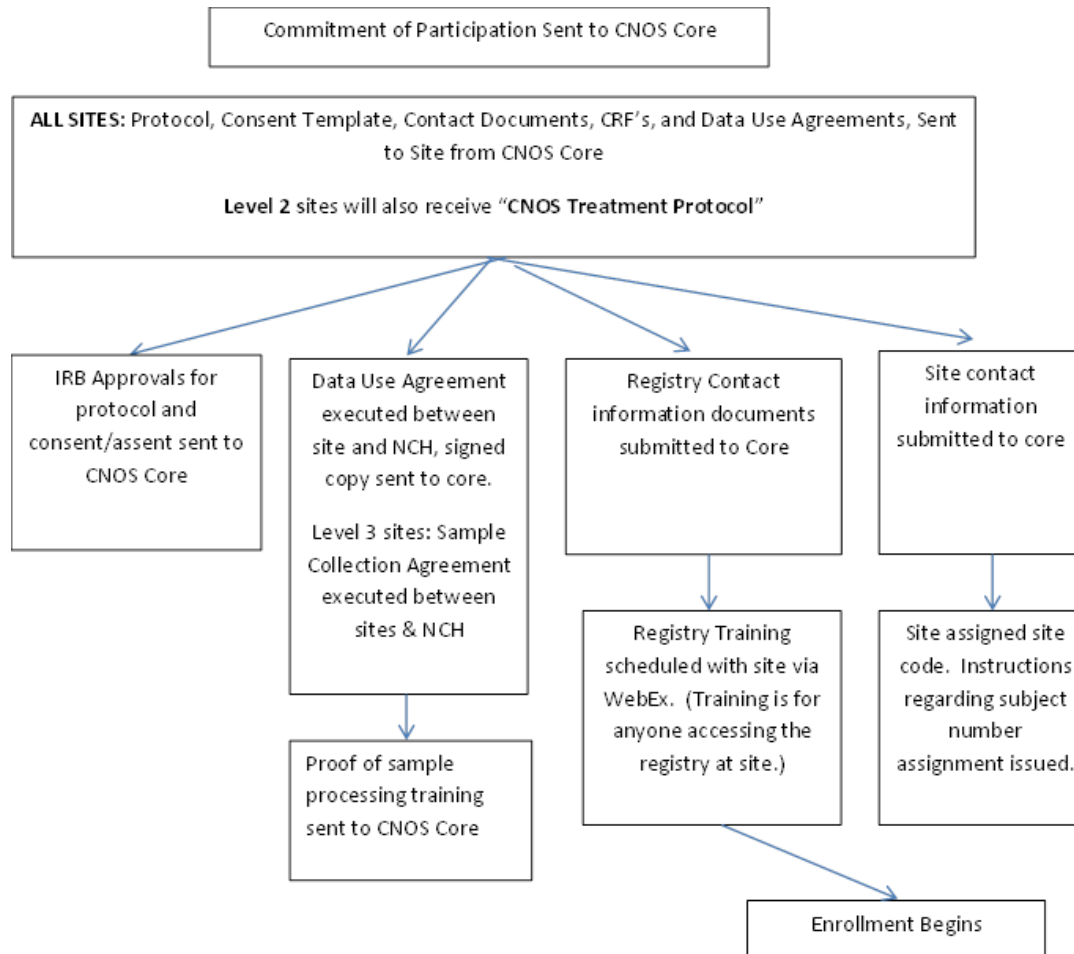 Commitment of Participation Sent to CNOS Core
ALL SITES: Protocol, Consent Template, Contact Documents, CRF's, and Data Use Agreements, Sent
to Site from CNOS Core
Level 2 sites will also receive “CNOS Treatment Protocol”
IRB Approvals for
protocol and
consent/assent sent to
CNOS Core
Data Use Agreement
executed between
site and NCH, signed
copy sent to core.
Level 3 sites: Sample
Collection Agreement
executed between
sites & NCH
Registry Contact
information documents
submitted to Core
Site contact
information
submitted to core
Proof of sample
processing training
sent to CNOS Core
Registry Training
scheduled with site via
WebEx. (Training is for
anyone accessing the
registry at site.)
Site assigned site
code. Instructions
regarding subject
number
assignment issued.
Enrollment Begins